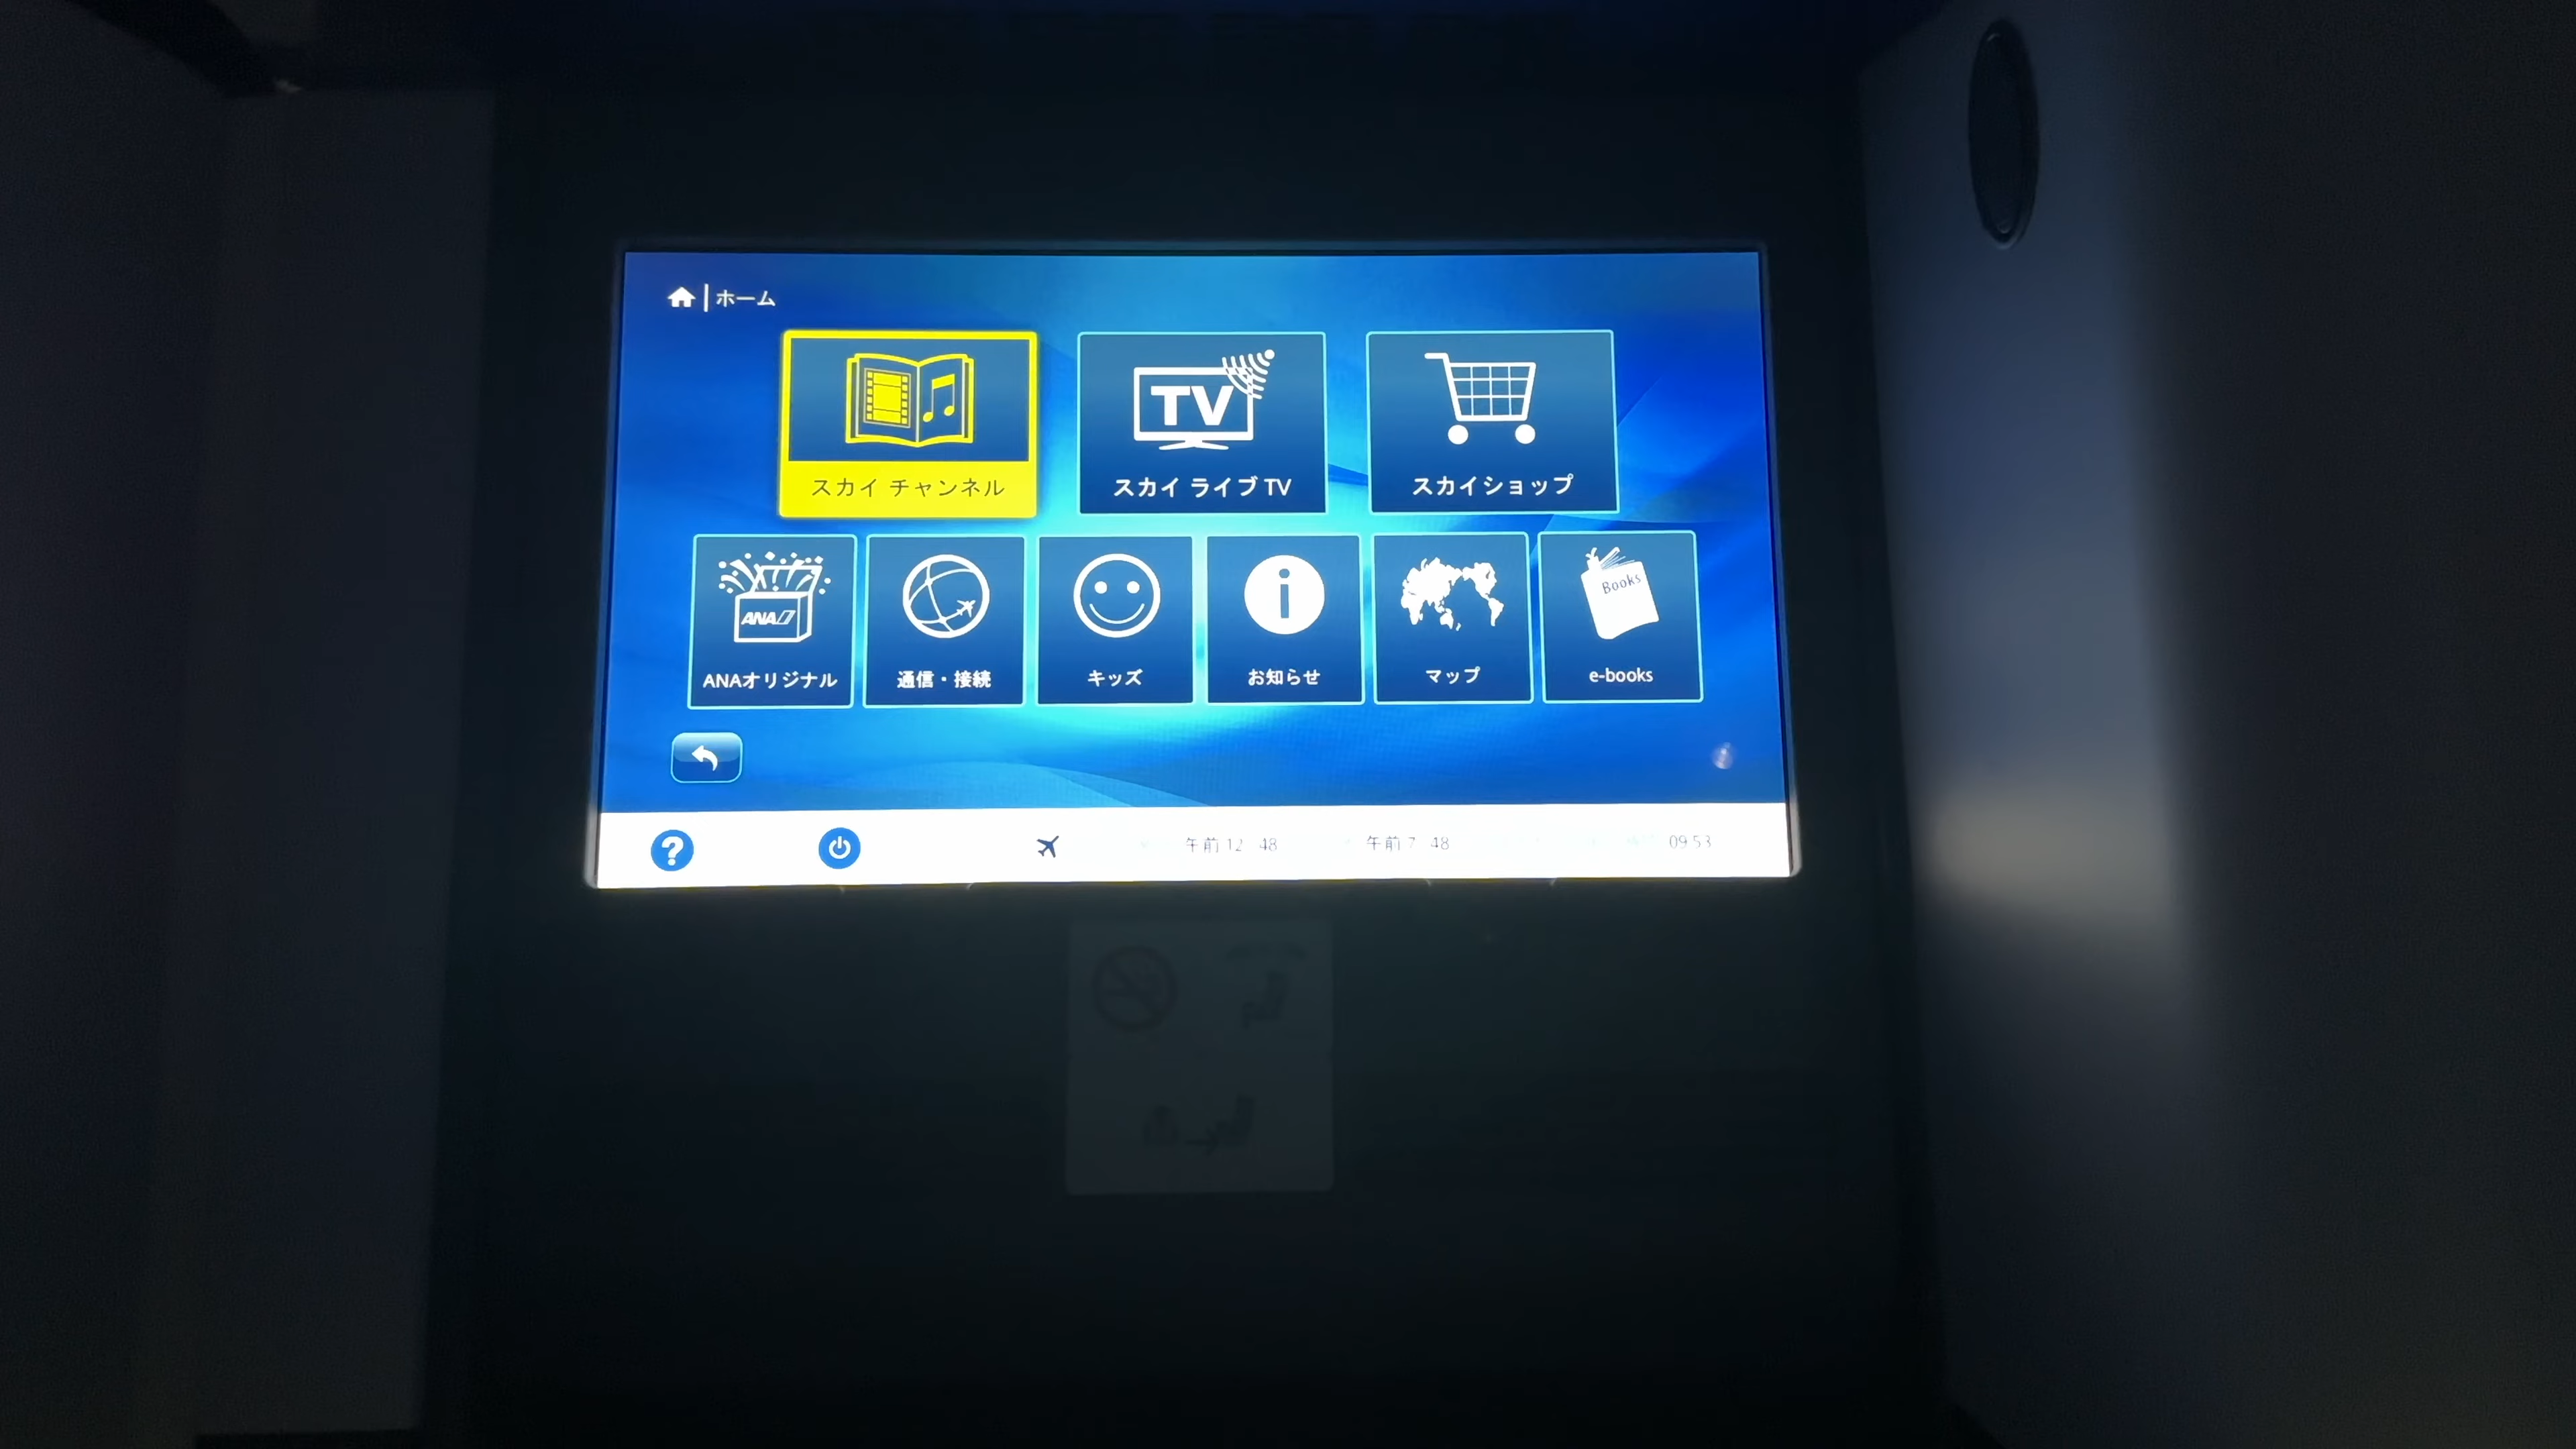 ホーム
TV
スカイ チャンネル
スカイ ライブ TV
スカイショップ
ANA
Books
ANAオリジナル
通信・接続
キッズ
お知らせ
マップ
e-books
? 午前 12 48 午前 7 48 09 53